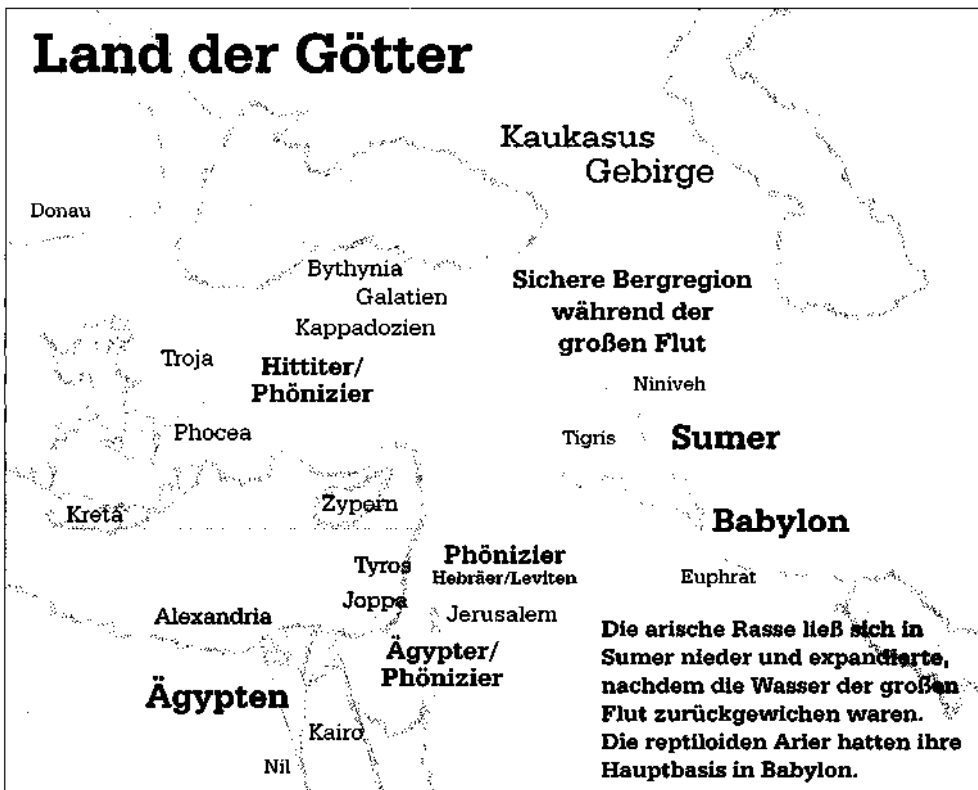 Land der Götter
Kaukasus
Gebirge
Donau
Bythynia
Galatien
Kappadozien
Sichere Bergregion
während der
großen Flut
Troja
Hittiter/
Phönizier
Niniveh
Phocea
Tigris
Sumer
Kreta
Zypern
Babylon
Tyros
Phönizier
Hebräer/Leviten
Euphrat
Joppa
Jerusalem
Alexandria
Ägypter/
Phönizier
Ägypten
Kairo
Nil
Die arische Rasse ließ sich in
Sumer nieder und expandierte,
nachdem die Wasser der großen
Flut zurückgewichen waren.
Die reptiloiden Arier hatten ihre
Hauptbasis in Babylon.